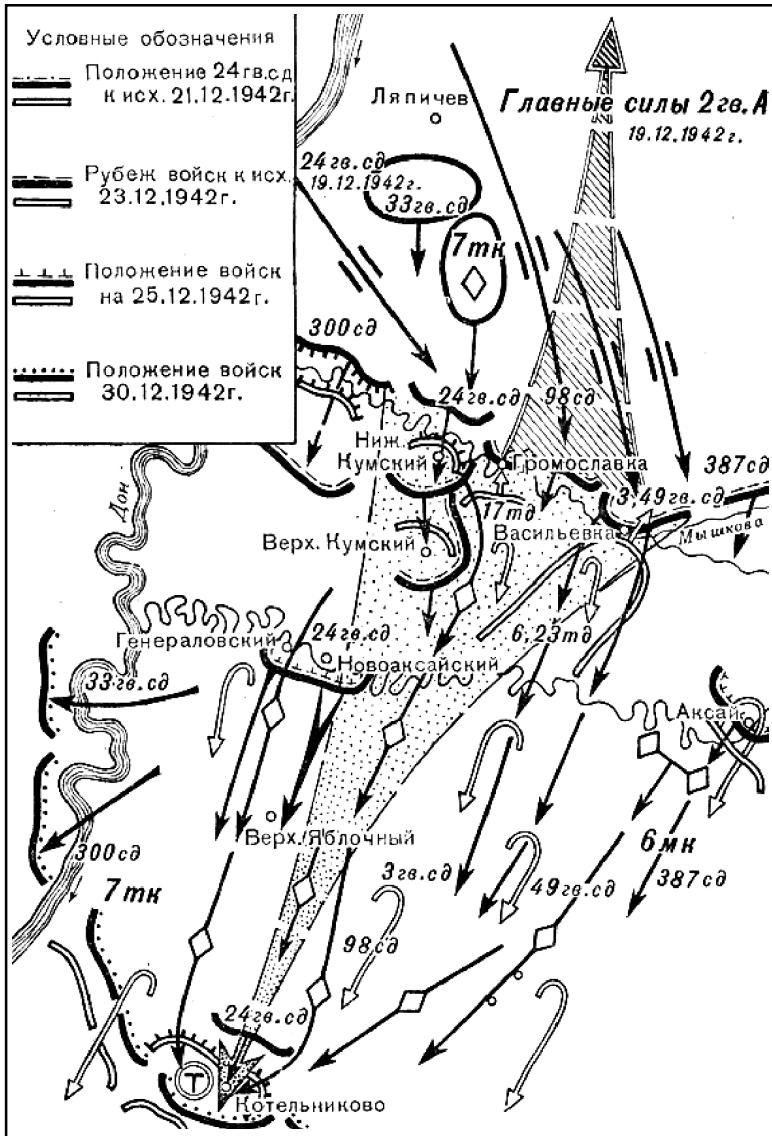 Условные обозначения
Положение 24гв.сд
к исх. 21.12.1942г.
Рубеж войск к исх.
23.12.1942г.
Положение войск
на 25.12.1942г.
Положение войск
30.12.1942г.
Ляпичев
Главные силы 2гв.А
19.12.1942г.
24гв.сд
19.12.1942г.
33гв.сд
7тк
300сд
24гв.сд
98сд
Ниж.
Кумский
Громославка
387сд
3,49гв.сд
17тд
Васильевка
Мышкова
Дон
Верх. Кумский
6,23тд
Генераловский
24гв.сд
Новоаксайский
33гв.сд
Аксай
Верх. Яблочный
300сд
6мк
3гв.сд
49гв.сд
387сд
7тк
98сд
24гв.сд
Т
Котельниково